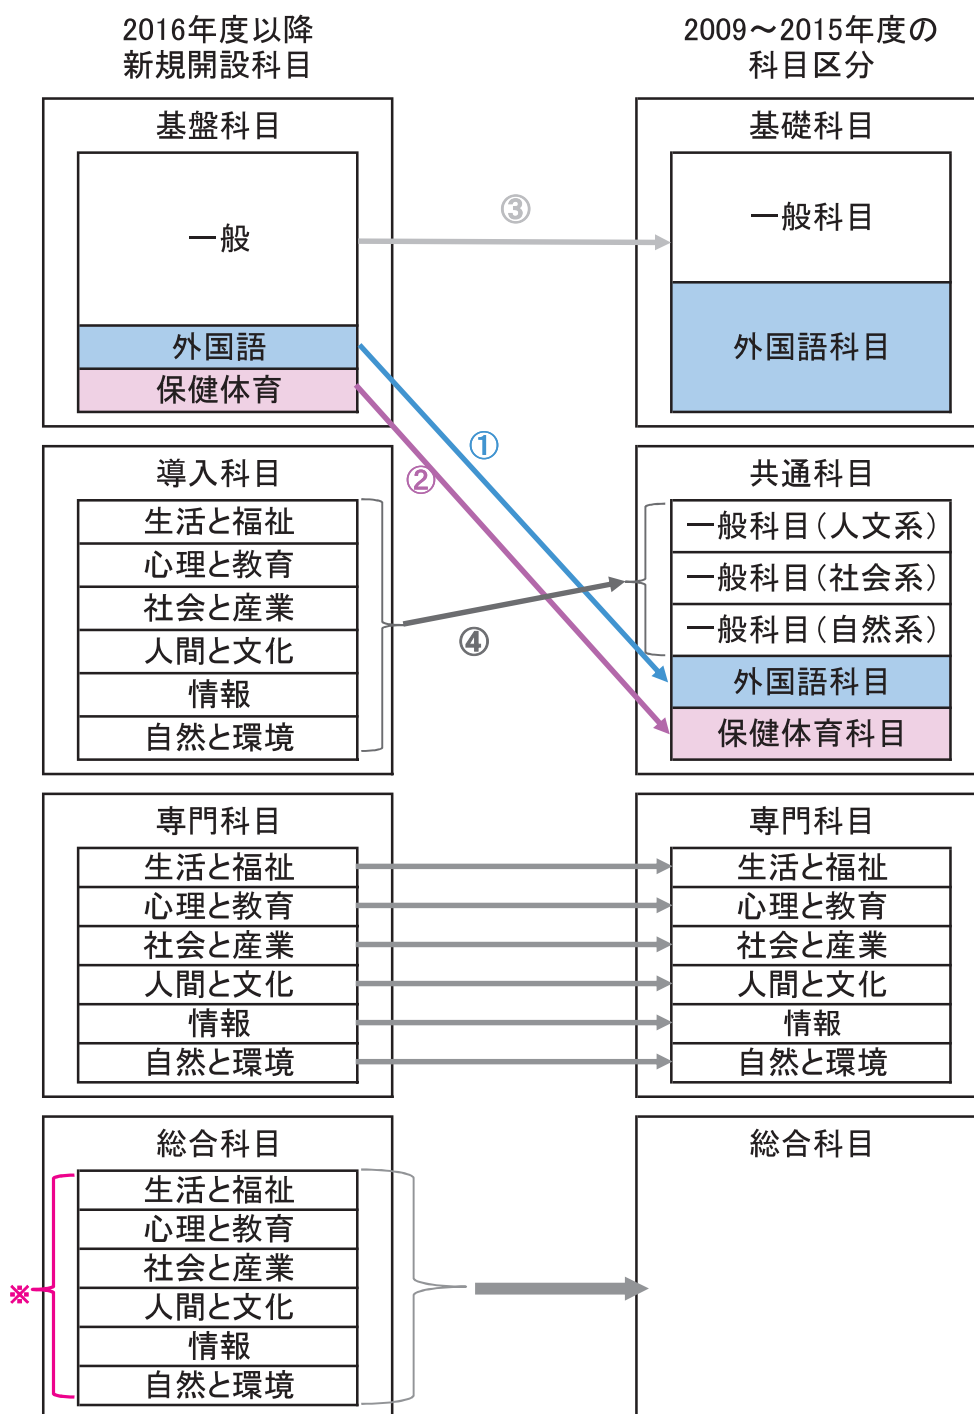 2016年度以降
新規開設科目
基盤科目
一般
外国語
保健体育
導入科目
生活と福祉
心理と教育
社会と産業
人間と文化
情報
自然と環境
専門科目
生活と福祉
心理と教育
社会と産業
人間と文化
情報
自然と環境
総合科目
※
生活と福祉
心理と教育
社会と産業
人間と文化
情報
自然と環境
③
①
②
④
2009～2015年度の
科目区分
基礎科目
一般科目
外国語科目
共通科目
一般科目（人文系）
一般科目（社会系）
一般科目（自然系）
外国語科目
保健体育科目
専門科目
生活と福祉
心理と教育
社会と産業
人間と文化
情報
自然と環境
総合科目